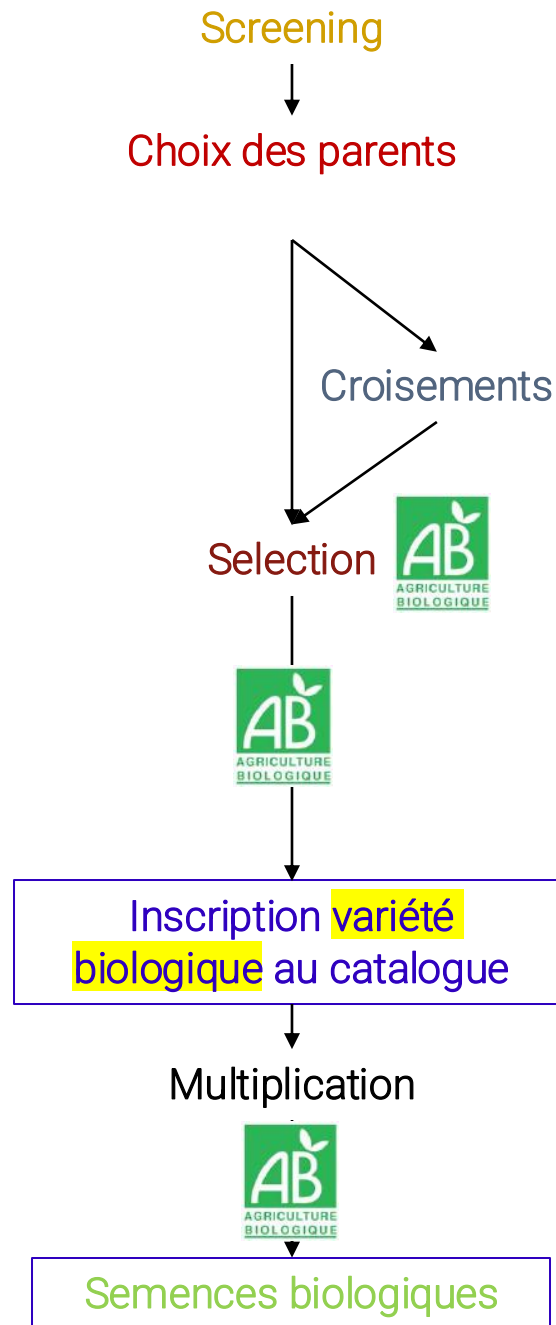 Screening
Choix des parents
Croisements
Selection
AB
AGRICULTURE
BIOLOGIQUE
AB
AGRICULTURE
BIOLOGIQUE
Inscription variété
biologique au catalogue
Multiplication
AB
AGRICULTURE
BIOLOGIQUE
Semences biologiques